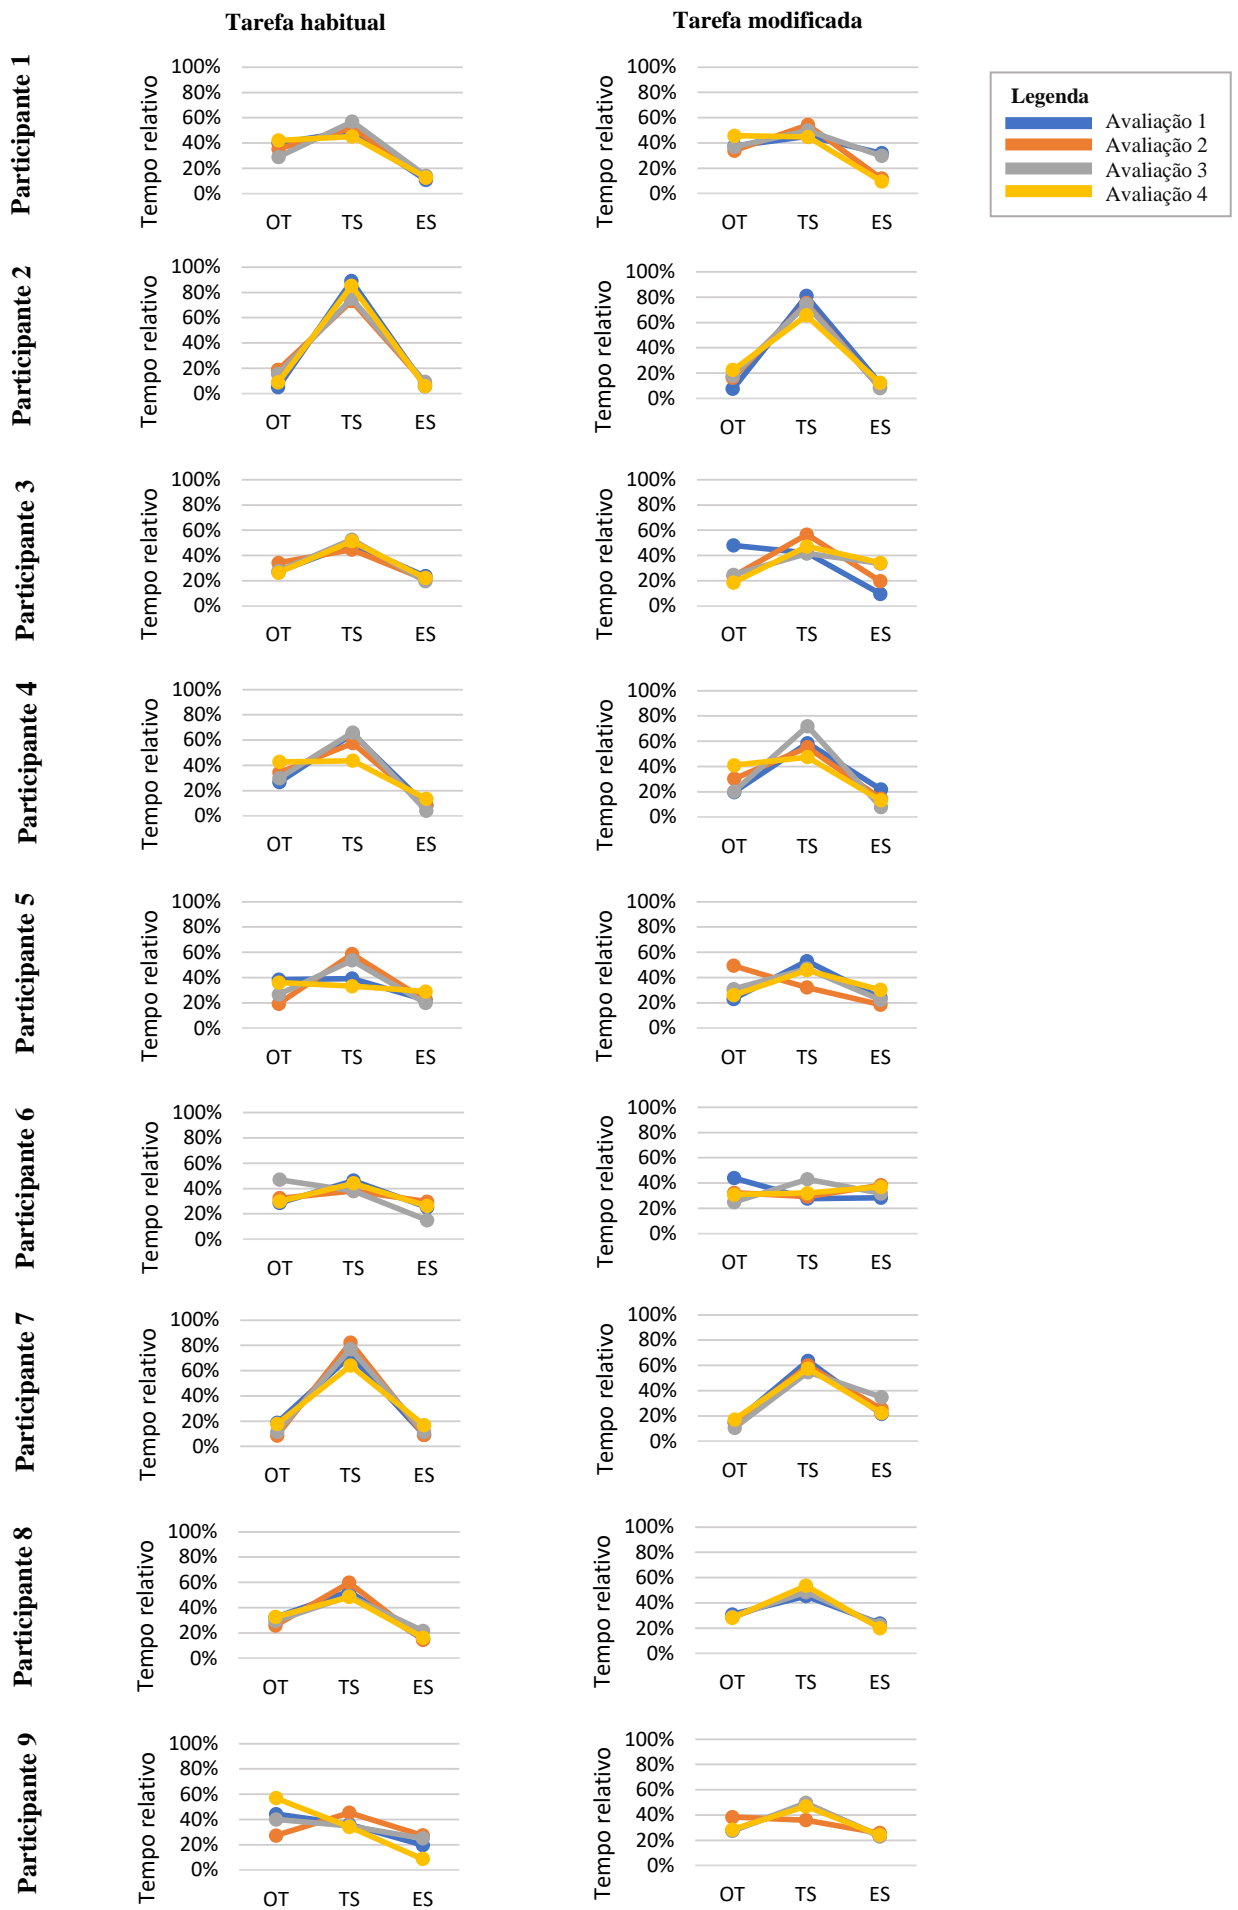 Tarefa habitual
Tarefa modificada
Legenda
Avaliação 1
Avaliação 2
Avaliação 3
Avaliação 4
Participante 1
Tempo relativo
100%
80%
60%
40%
20%
0%
OT TS ES
Tempo relativo
100%
80%
60%
40%
20%
0%
OT TS ES
Participante 2
Tempo relativo
100%
80%
60%
40%
20%
0%
OT TS ES
Tempo relativo
100%
80%
60%
40%
20%
0%
OT TS ES
Participante 3
Tempo relativo
100%
80%
60%
40%
20%
0%
OT TS ES
Tempo relativo
100%
80%
60%
40%
20%
0%
OT TS ES
Participante 4
Tempo relativo
100%
80%
60%
40%
20%
0%
OT TS ES
Tempo relativo
100%
80%
60%
40%
20%
0%
OT TS ES
Participante 5
Tempo relativo
100%
80%
60%
40%
20%
0%
OT TS ES
Tempo relativo
100%
80%
60%
40%
20%
0%
OT TS ES
Participante 6
Tempo relativo
100%
80%
60%
40%
20%
0%
OT TS ES
Tempo relativo
100%
80%
60%
40%
20%
0%
OT TS ES
Participante 7
Tempo relativo
100%
80%
60%
40%
20%
0%
OT TS ES
Tempo relativo
100%
80%
60%
40%
20%
0%
OT TS ES
Participante 8
Tempo relativo
100%
80%
60%
40%
20%
0%
OT TS ES
Tempo relativo
100%
80%
60%
40%
20%
0%
OT TS ES
Participante 9
Tempo relativo
100%
80%
60%
40%
20%
0%
OT TS ES
Tempo relativo
100%
80%
60%
40%
20%
0%
OT TS ES